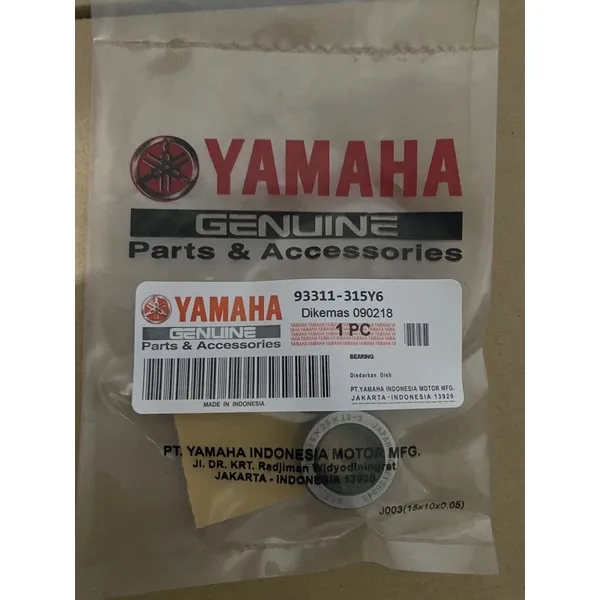 YAMAHA
GENUINE
Parts & Accessories
YAMAHA
GENUINE
Parts & Accessories
MADE IN INDONESIA
93311-315Y6
Dikemas 090218
1 PC
BEARING
Diedarkan Oleh
PT.YAMAHA INDONESIA MOTOR MFG.
JAKARTA-INDONESIA 13920
JAPAN
PT. YAMAHA INDONESIA MOTOR MFG.
Jl. DR. KRT. Radjiman Widyodiningrat
JAKARTA - INDONESIA 13920
J003(15x10x0.05)